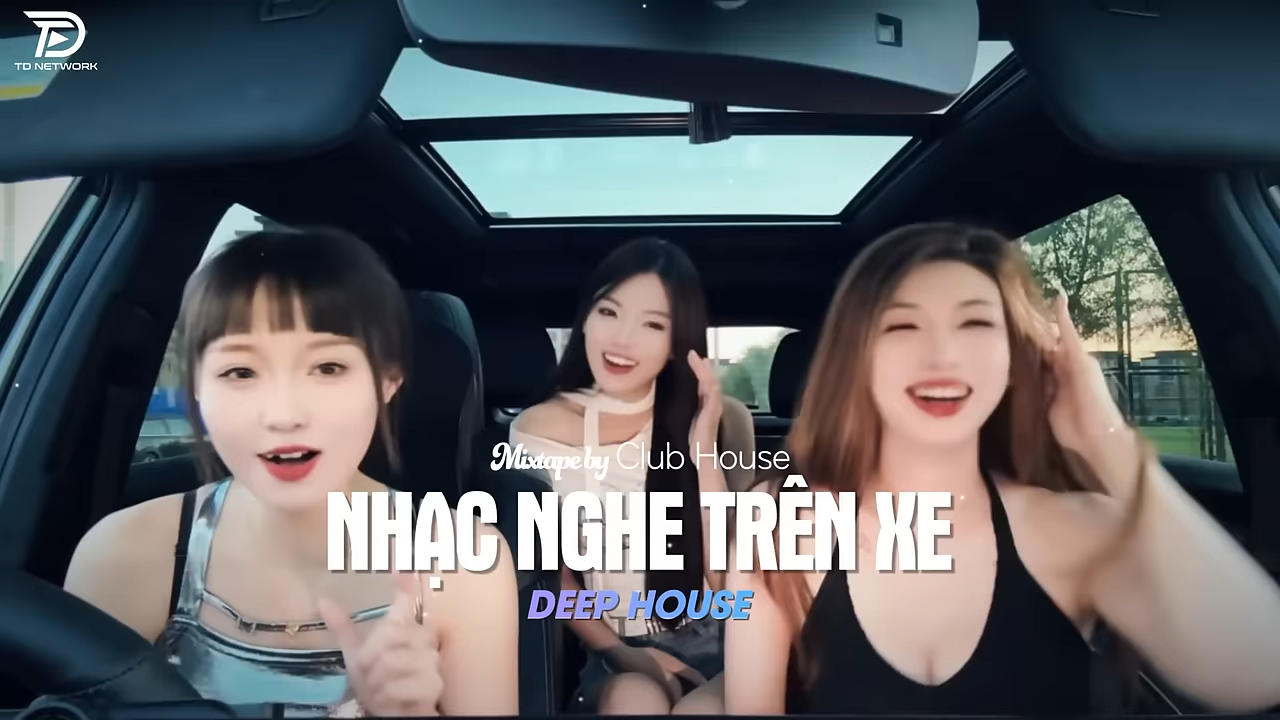 TD NETWORK
Mixtape by Club House
NHẠC NGHE TRÊN XE
DEEP HOUSE